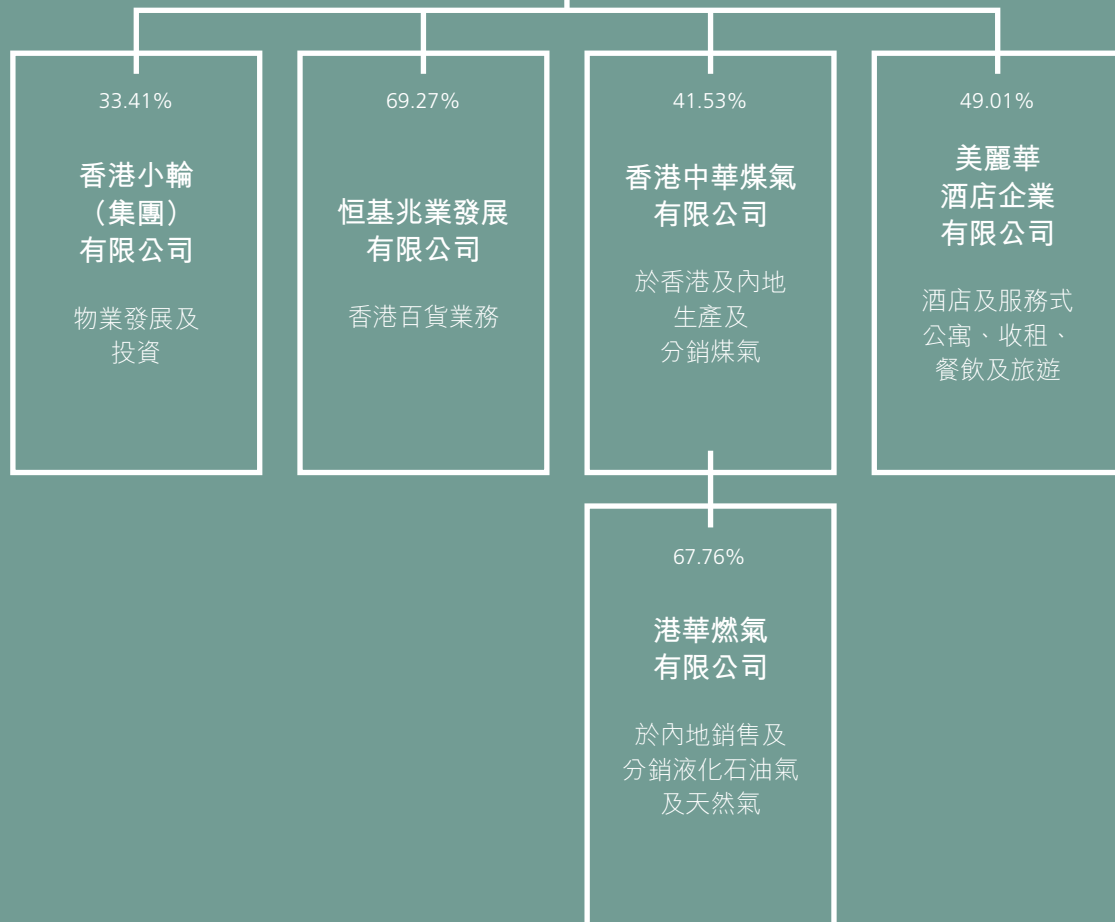 33.41%
香港小輪
（集團）
有限公司
物業發展及
投資
69.27%
恒基兆業發展
有限公司
香港百貨業務
41.53%
香港中華煤氣
有限公司
於香港及內地
生產及
分銷煤氣
49.01%
美麗華
酒店企業
有限公司
酒店及服務式
公寓、收租、
餐飲及旅遊
67.76%
港華燃氣
有限公司
於內地銷售及
分銷液化石油氣
及天然氣